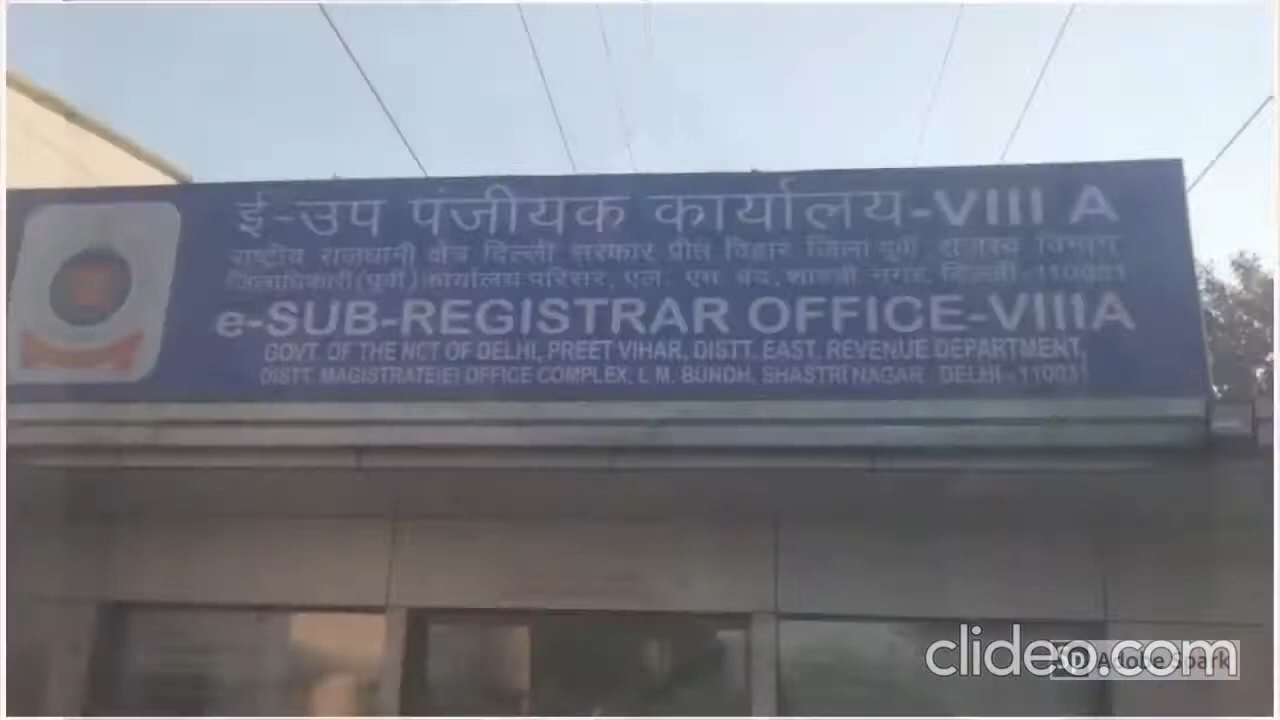 ई-उप पंजीयक कार्यालय-VIII A
राष्ट्रीय राजधानी क्षेत्र दिल्ली सरकार प्रीत विहार जिला पूर्वी राजस्व विभाग
जिलाधिकारी (पूर्वी) कार्यालय परिसर, एल. एम. बंद, शास्त्री नगर, दिल्ली-110031
e-SUB-REGISTRAR OFFICE-VIIIA
GOVT. OF THE NCT OF DELHI, PREET VIHAR, DISTT. EAST, REVENUE DEPARTMENT,
DISTT. MAGISTRATE(E) OFFICE COMPLEX, L.M. BUNDH, SHASTRI NAGAR DELHI-110031
clideo.com
Adobe Spark